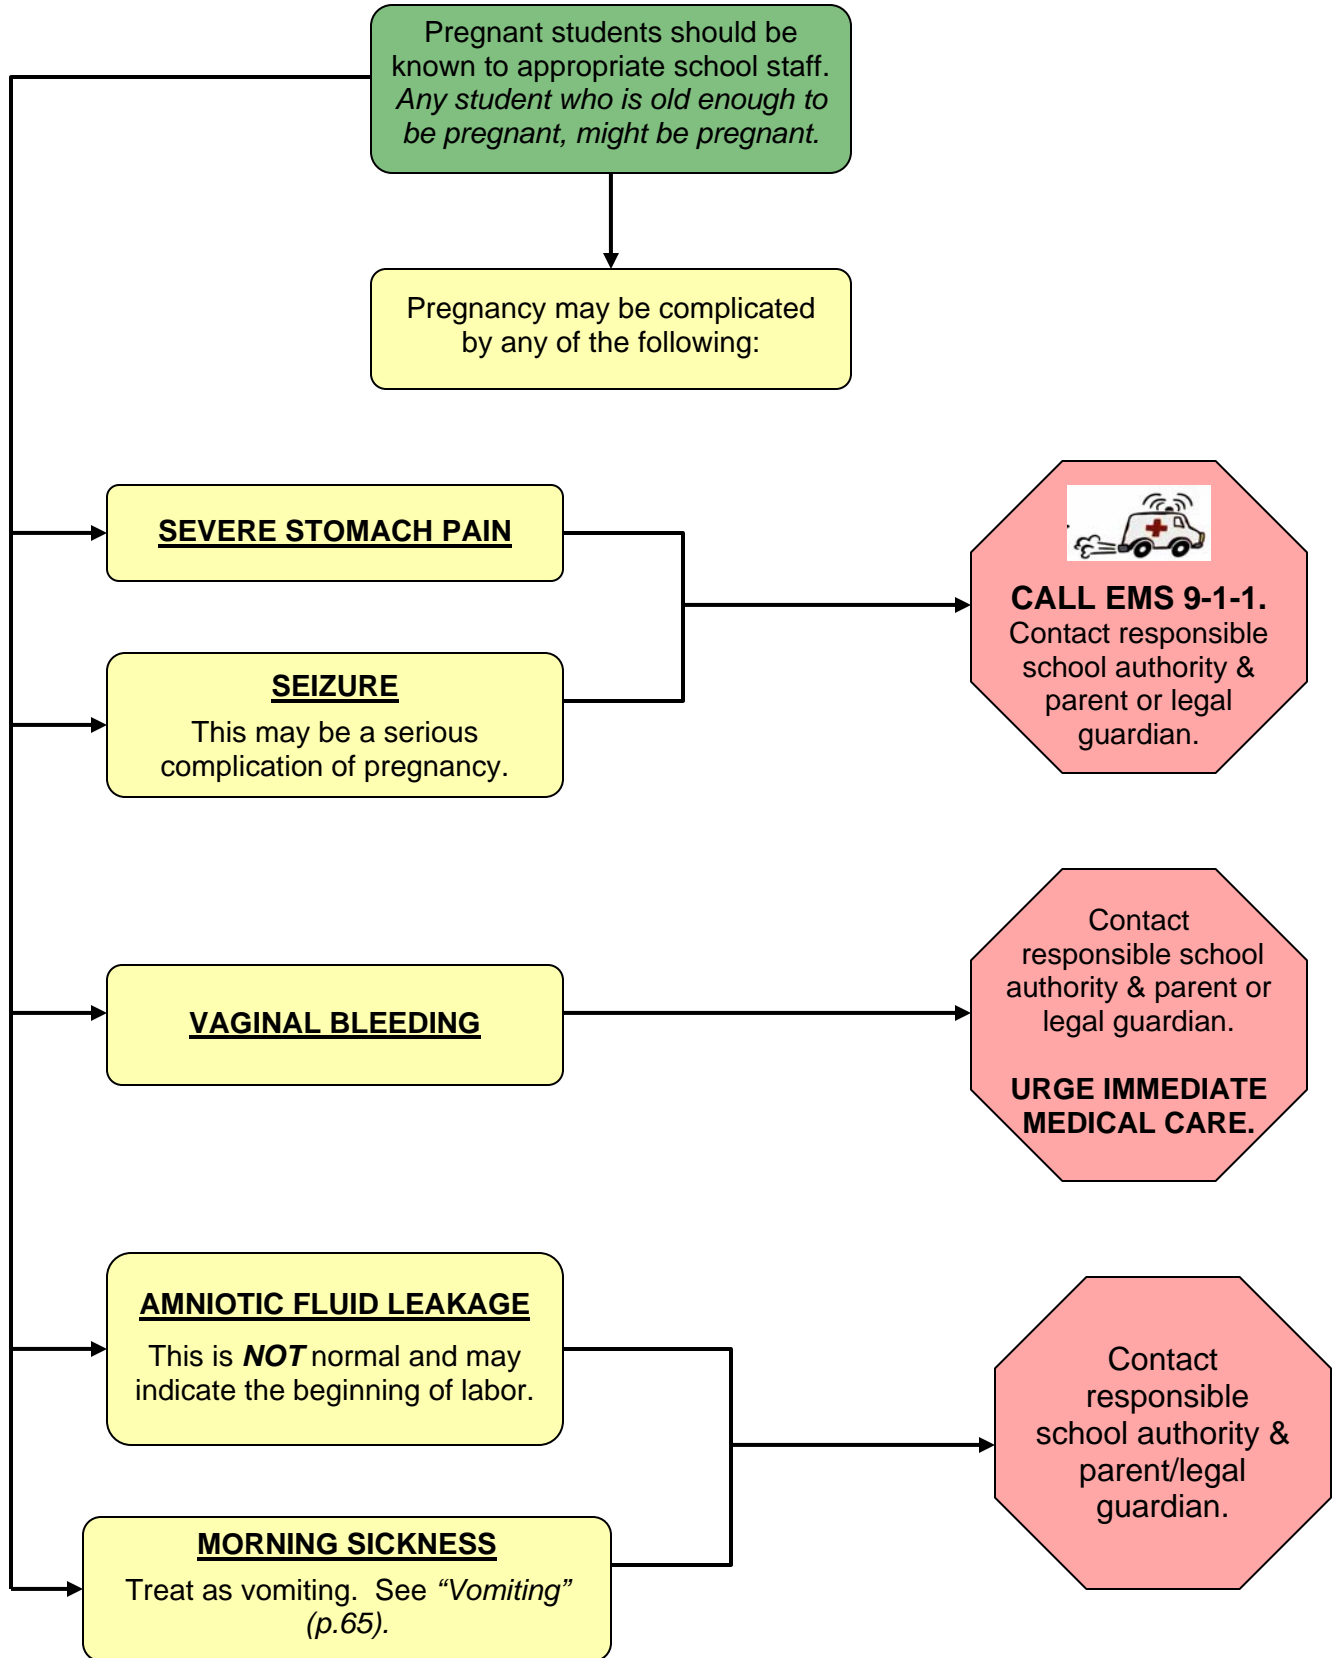 Pregnant students should be
known to appropriate school staff.
Any student who is old enough to
be pregnant, might be pregnant.
Pregnancy may be complicated
by any of the following:
SEVERE STOMACH PAIN
SEIZURE
This may be a serious
complication of pregnancy.
CALL EMS 9-1-1.
Contact responsible
school authority &
parent or legal
guardian.
VAGINAL BLEEDING
Contact
responsible school
authority & parent or
legal guardian.
URGE IMMEDIATE
MEDICAL CARE.
AMNIOTIC FLUID LEAKAGE
This is NOT normal and may
indicate the beginning of labor.
MORNING SICKNESS
Treat as vomiting.  See “Vomiting”
(p.65).
Contact
responsible
school authority &
parent/legal
guardian.